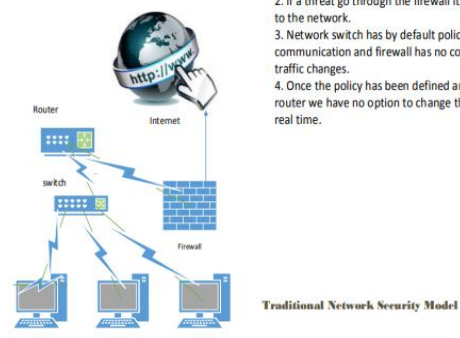 2. If a threat go through the firewall it
to the network.
3. Network switch has by default polic
communication and firewall has no co
traffic changes.
4. Once the policy has been defined a
router we have no option to change th
real time.
http://www.
Router
Internet
switch
Firewall
Traditional Network Security Model